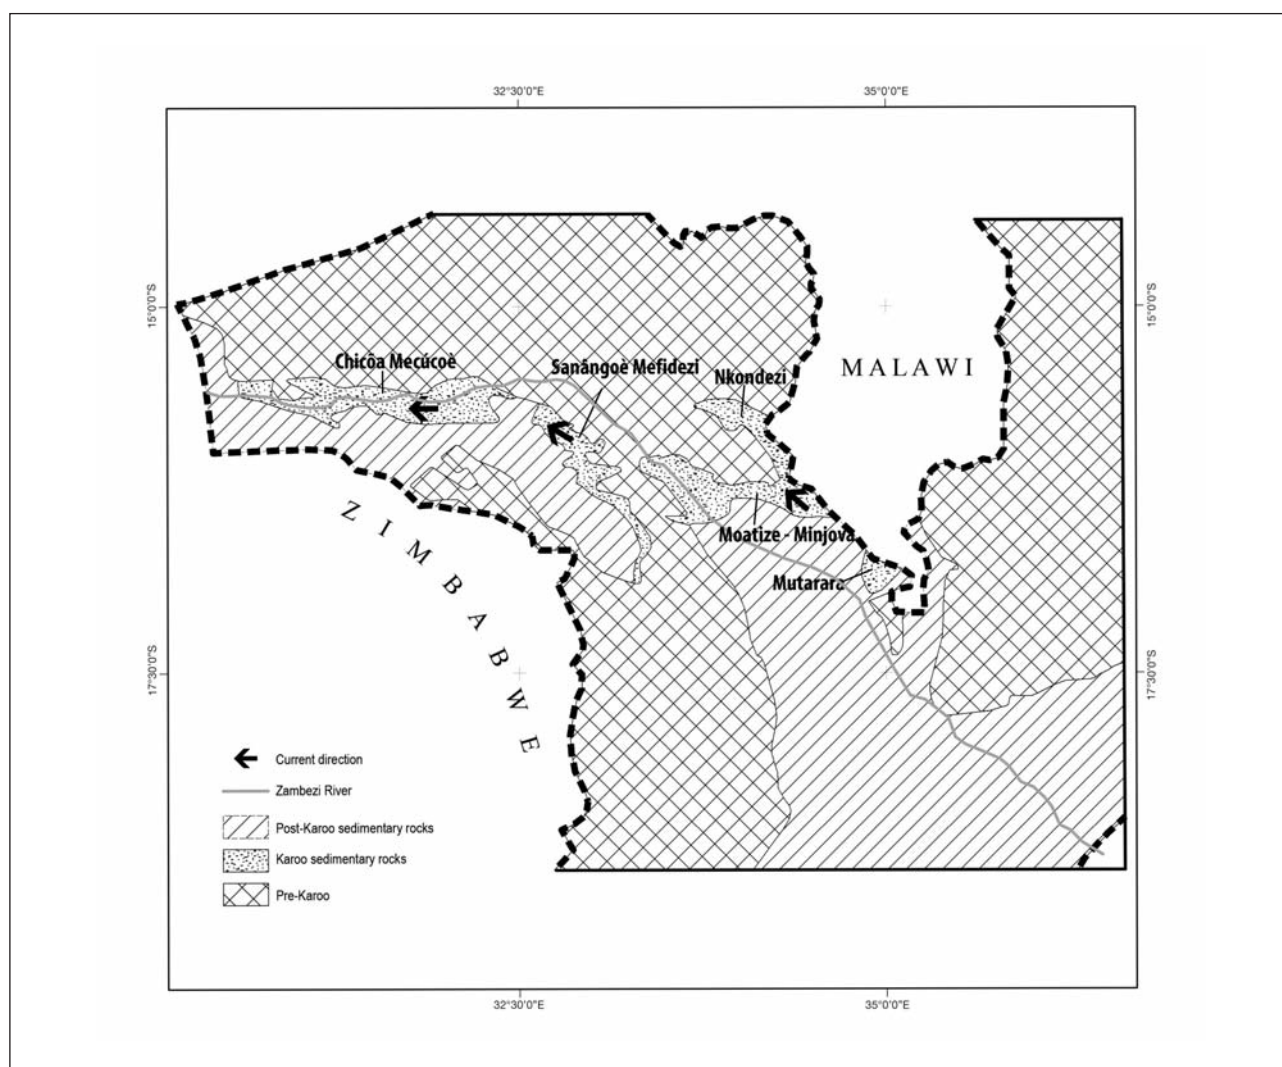 32°30'0"E
35°0'0"E
15°0'0"S
15°0'0"S
Chicôa Mecúcoè
Sanângoè Mefidezi
Nkondezi
MALAWI
Moatize - Minjova
Mutarara
ZIMBABWE
17°30'0"S
17°30'0"S
Current direction
Zambezi River
Post-Karoo sedimentary rocks
Karoo sedimentary rocks
Pre-Karoo
32°30'0"E
35°0'0"E